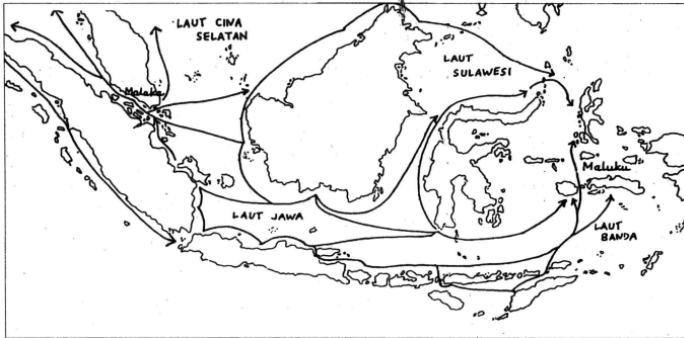 LAUT CINA
SELATAN
Malaka
LAUT
SULAWESI
Maluku
LAUT JAWA
LAUT
BANDA